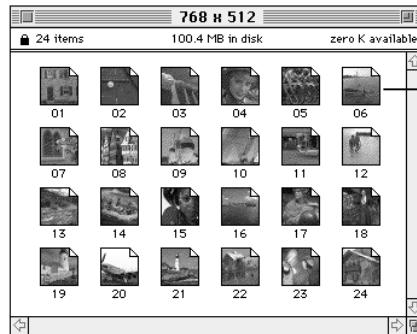 768 x 512
24 items 100.4 MB in disk zero K available
01 02 03 04 05 06
07 08 09 10 11 12
13 14 15 16 17 18
19 20 21 22 23 24